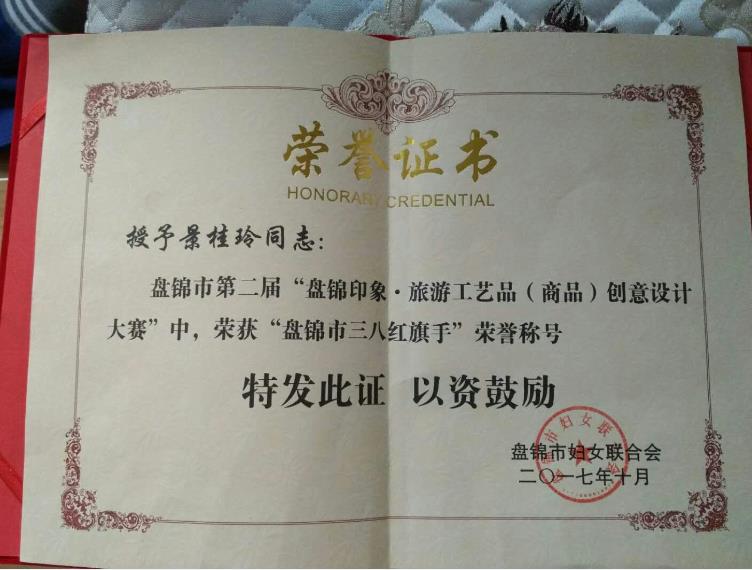 荣誉证书
HONORARY CREDENTIAL
授予景桂玲同志：
盘锦市第二届“盘锦印象·旅游工艺品（商品）创意设计
大赛”中，荣获“盘锦市三八红旗手”荣誉称号
特发此证 以资鼓励
盘锦市妇女联合会
二〇一七年十月